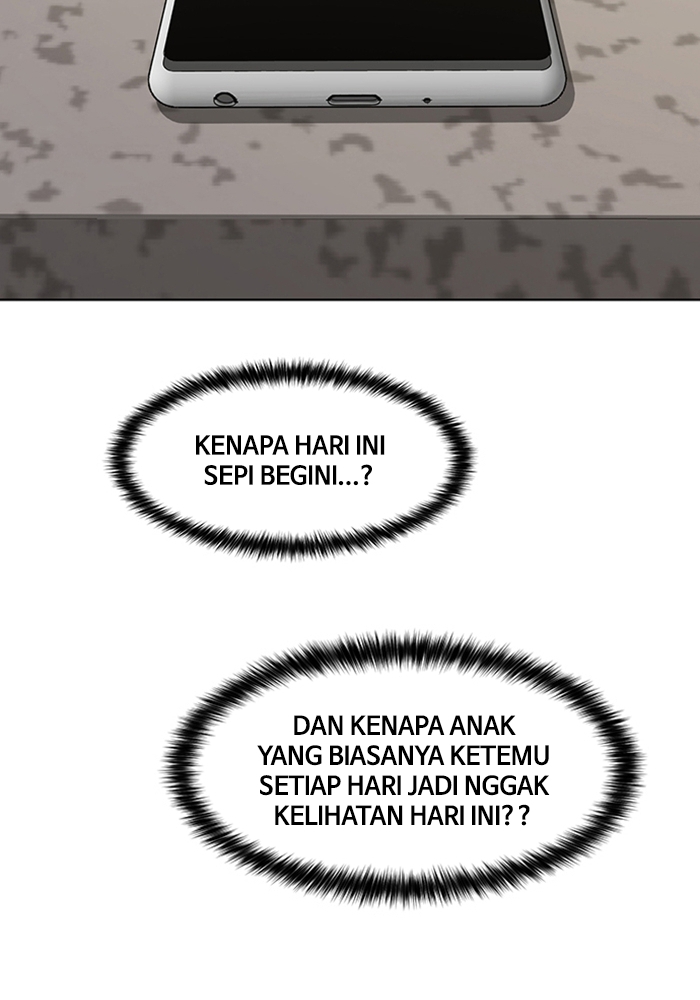 KENAPA HARI INI
SEPI BEGINI...?
DAN KENAPA ANAK
YANG BIASANYA KETEMU
SETIAP HARI JADI NGGAK
KELIHATAN HARI INI??